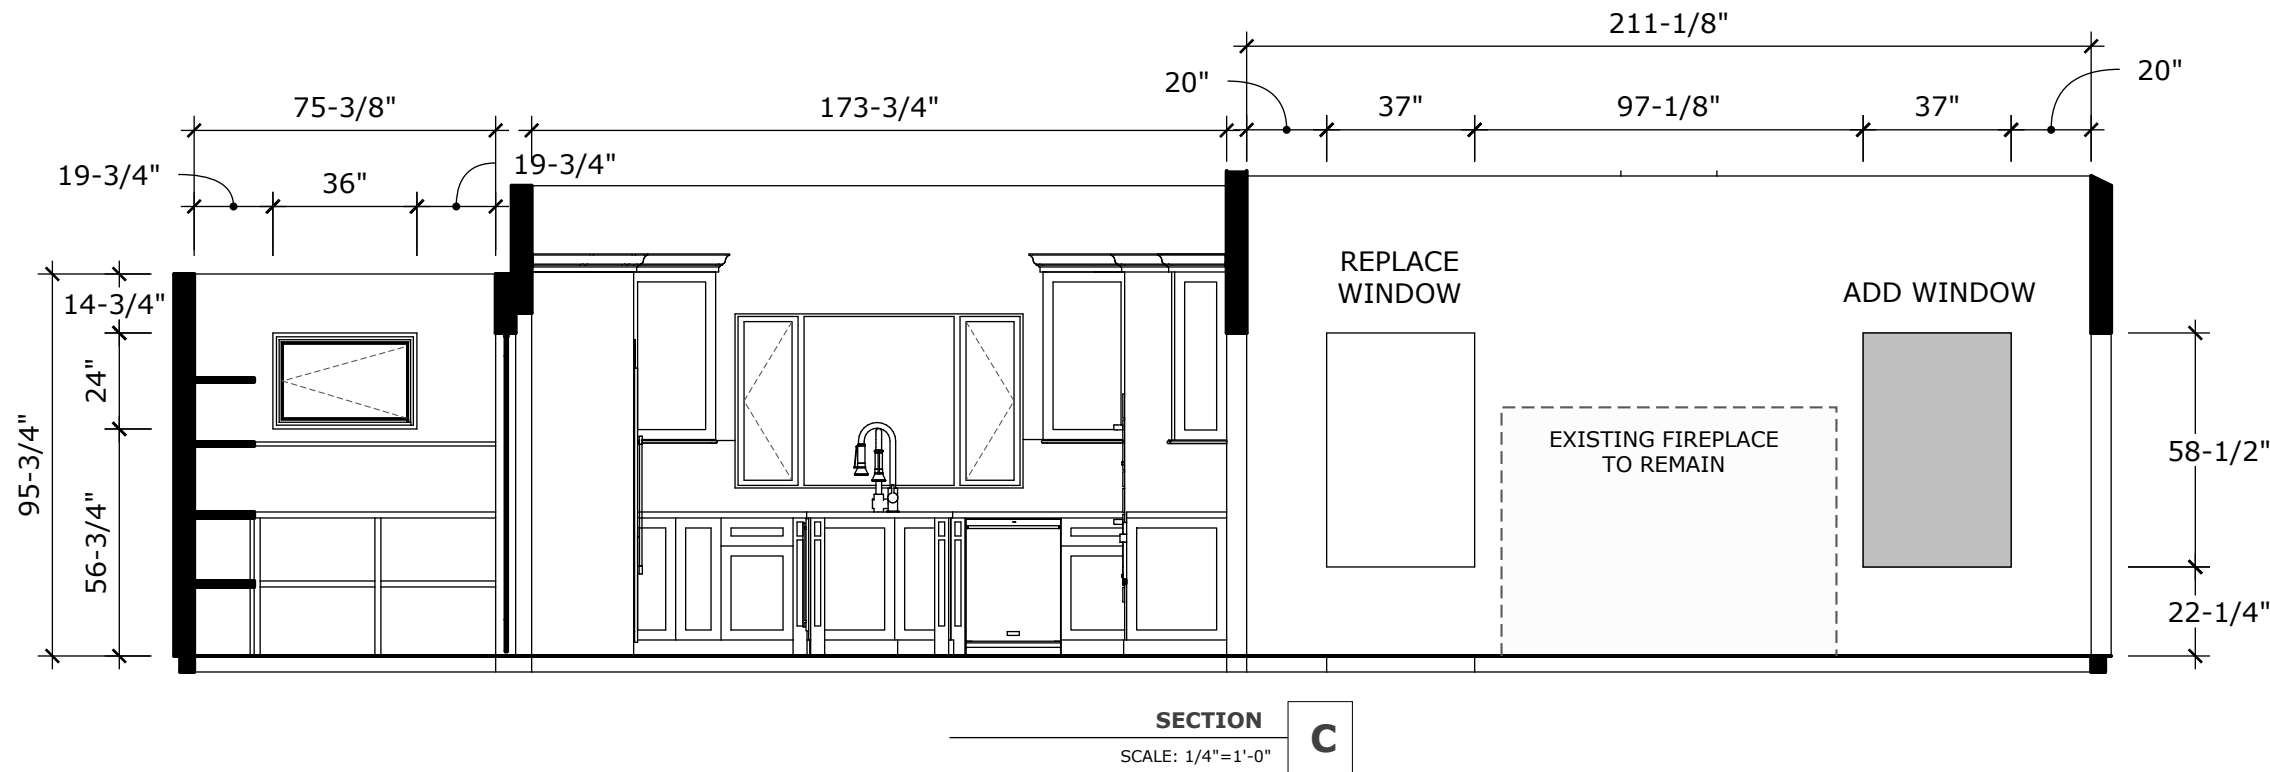 211-1/8"
20"
20"
75-3/8"
173-3/4"
37"
97-1/8"
37"
19-3/4"
36"
19-3/4"
REPLACE
WINDOW
ADD WINDOW
14-3/4"
24"
95-3/4"
56-3/4"
EXISTING FIREPLACE
TO REMAIN
58-1/2"
22-1/4"
SECTION
C
SCALE: 1/4"=1'-0"